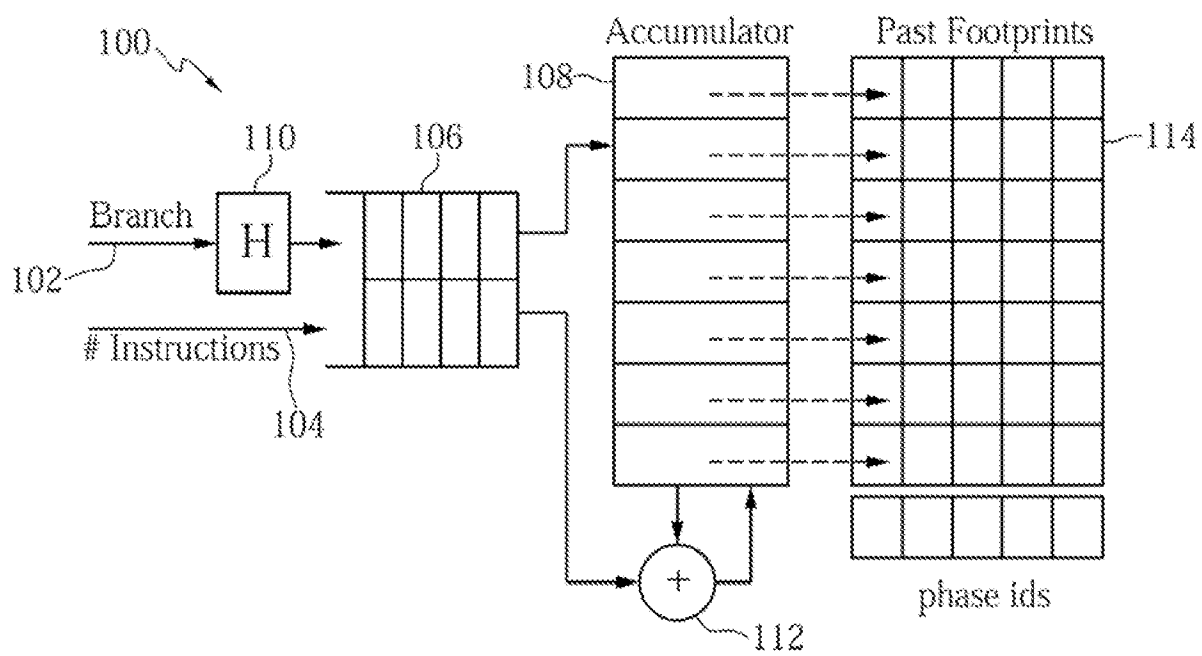 100
Accumulator
Past Footprints
108
110
106
114
Branch
H
102
# Instructions
104
+
phase ids
112